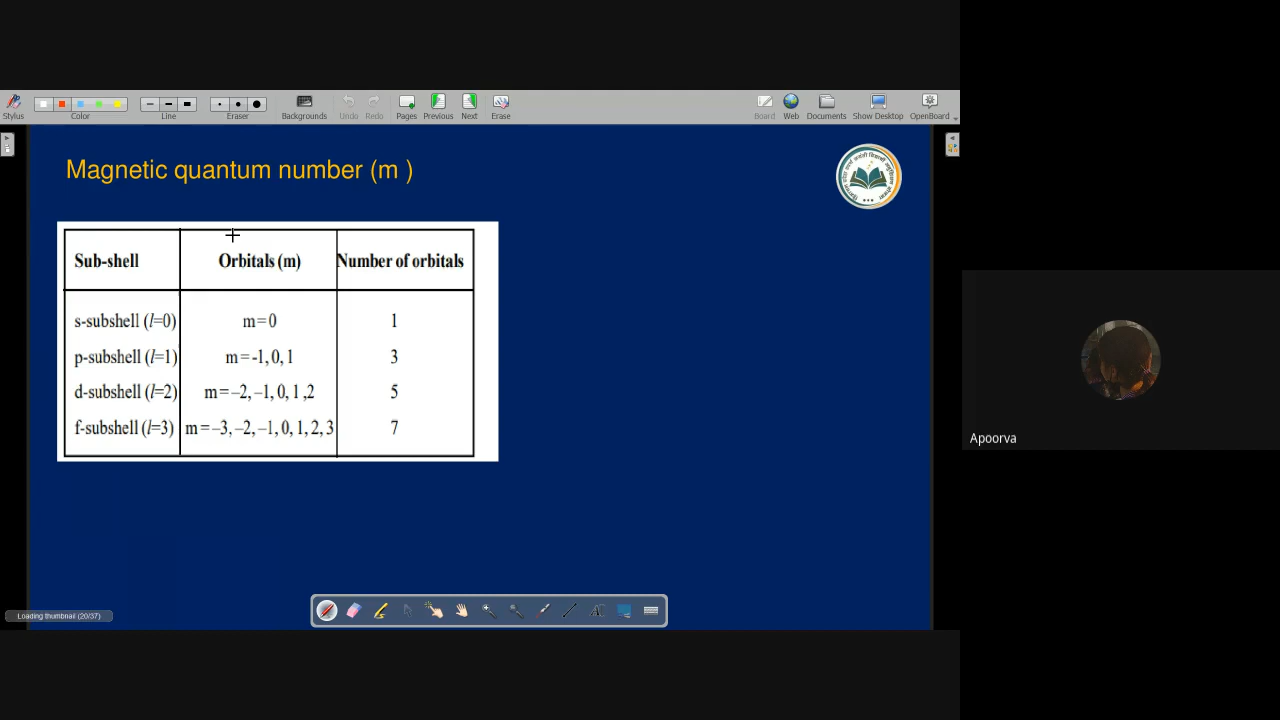 Stylus Color Line Eraser Backgrounds Undo Redo Pages Previous Next Erase Board Web Documents Show Desktop OpenBoard
Magnetic quantum number (m )
Sub-shell Orbitals (m) Number of orbitals
s-subshell (l=0) m=0 1
p-subshell (l=1) m=-1, 0, 1 3
d-subshell (l=2) m=–2, –1, 0, 1 ,2 5
f-subshell (l=3) m=–3, –2, –1, 0, 1, 2, 3 7
Apoorva
Loading thumbnail (20/37)